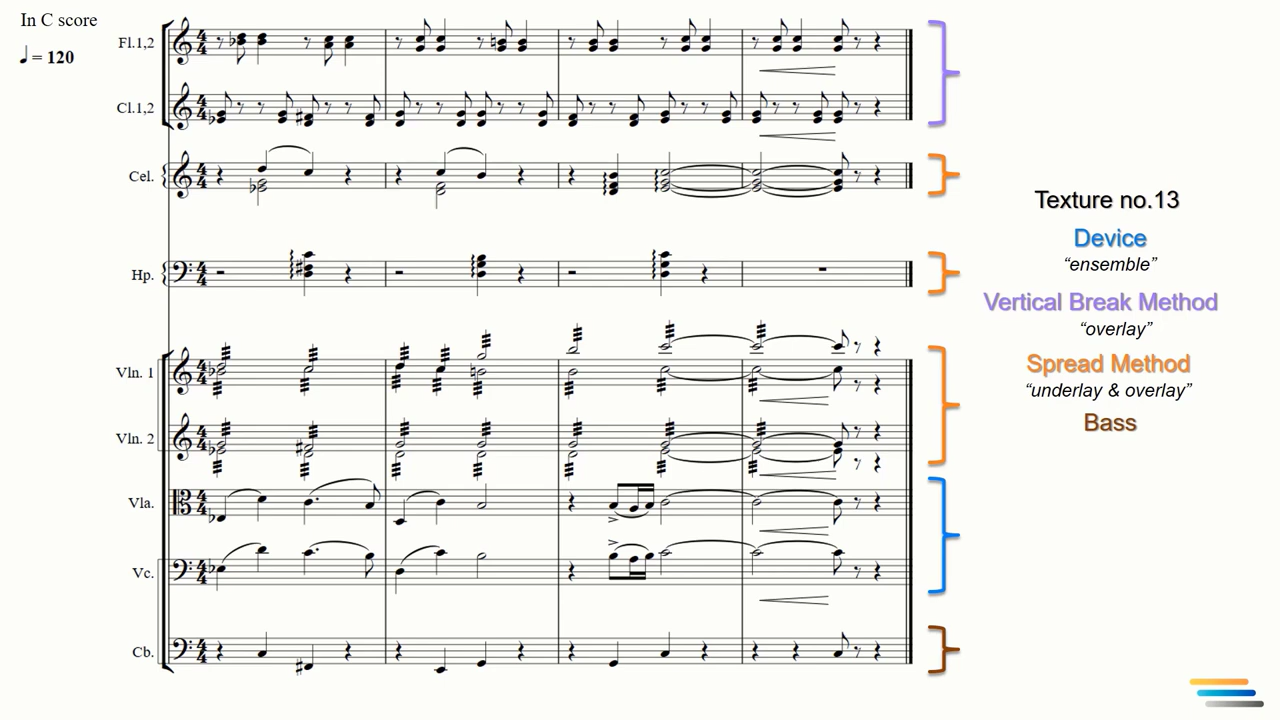 In C score
♩ = 120
Fl.1,2
Cl.1,2
Cel.
Hp.
Vln. 1
Vln. 2
Vla.
Vc.
Cb.
Texture no.13
Device
“ensemble”
Vertical Break Method
“overlay”
Spread Method
“underlay & overlay”
Bass